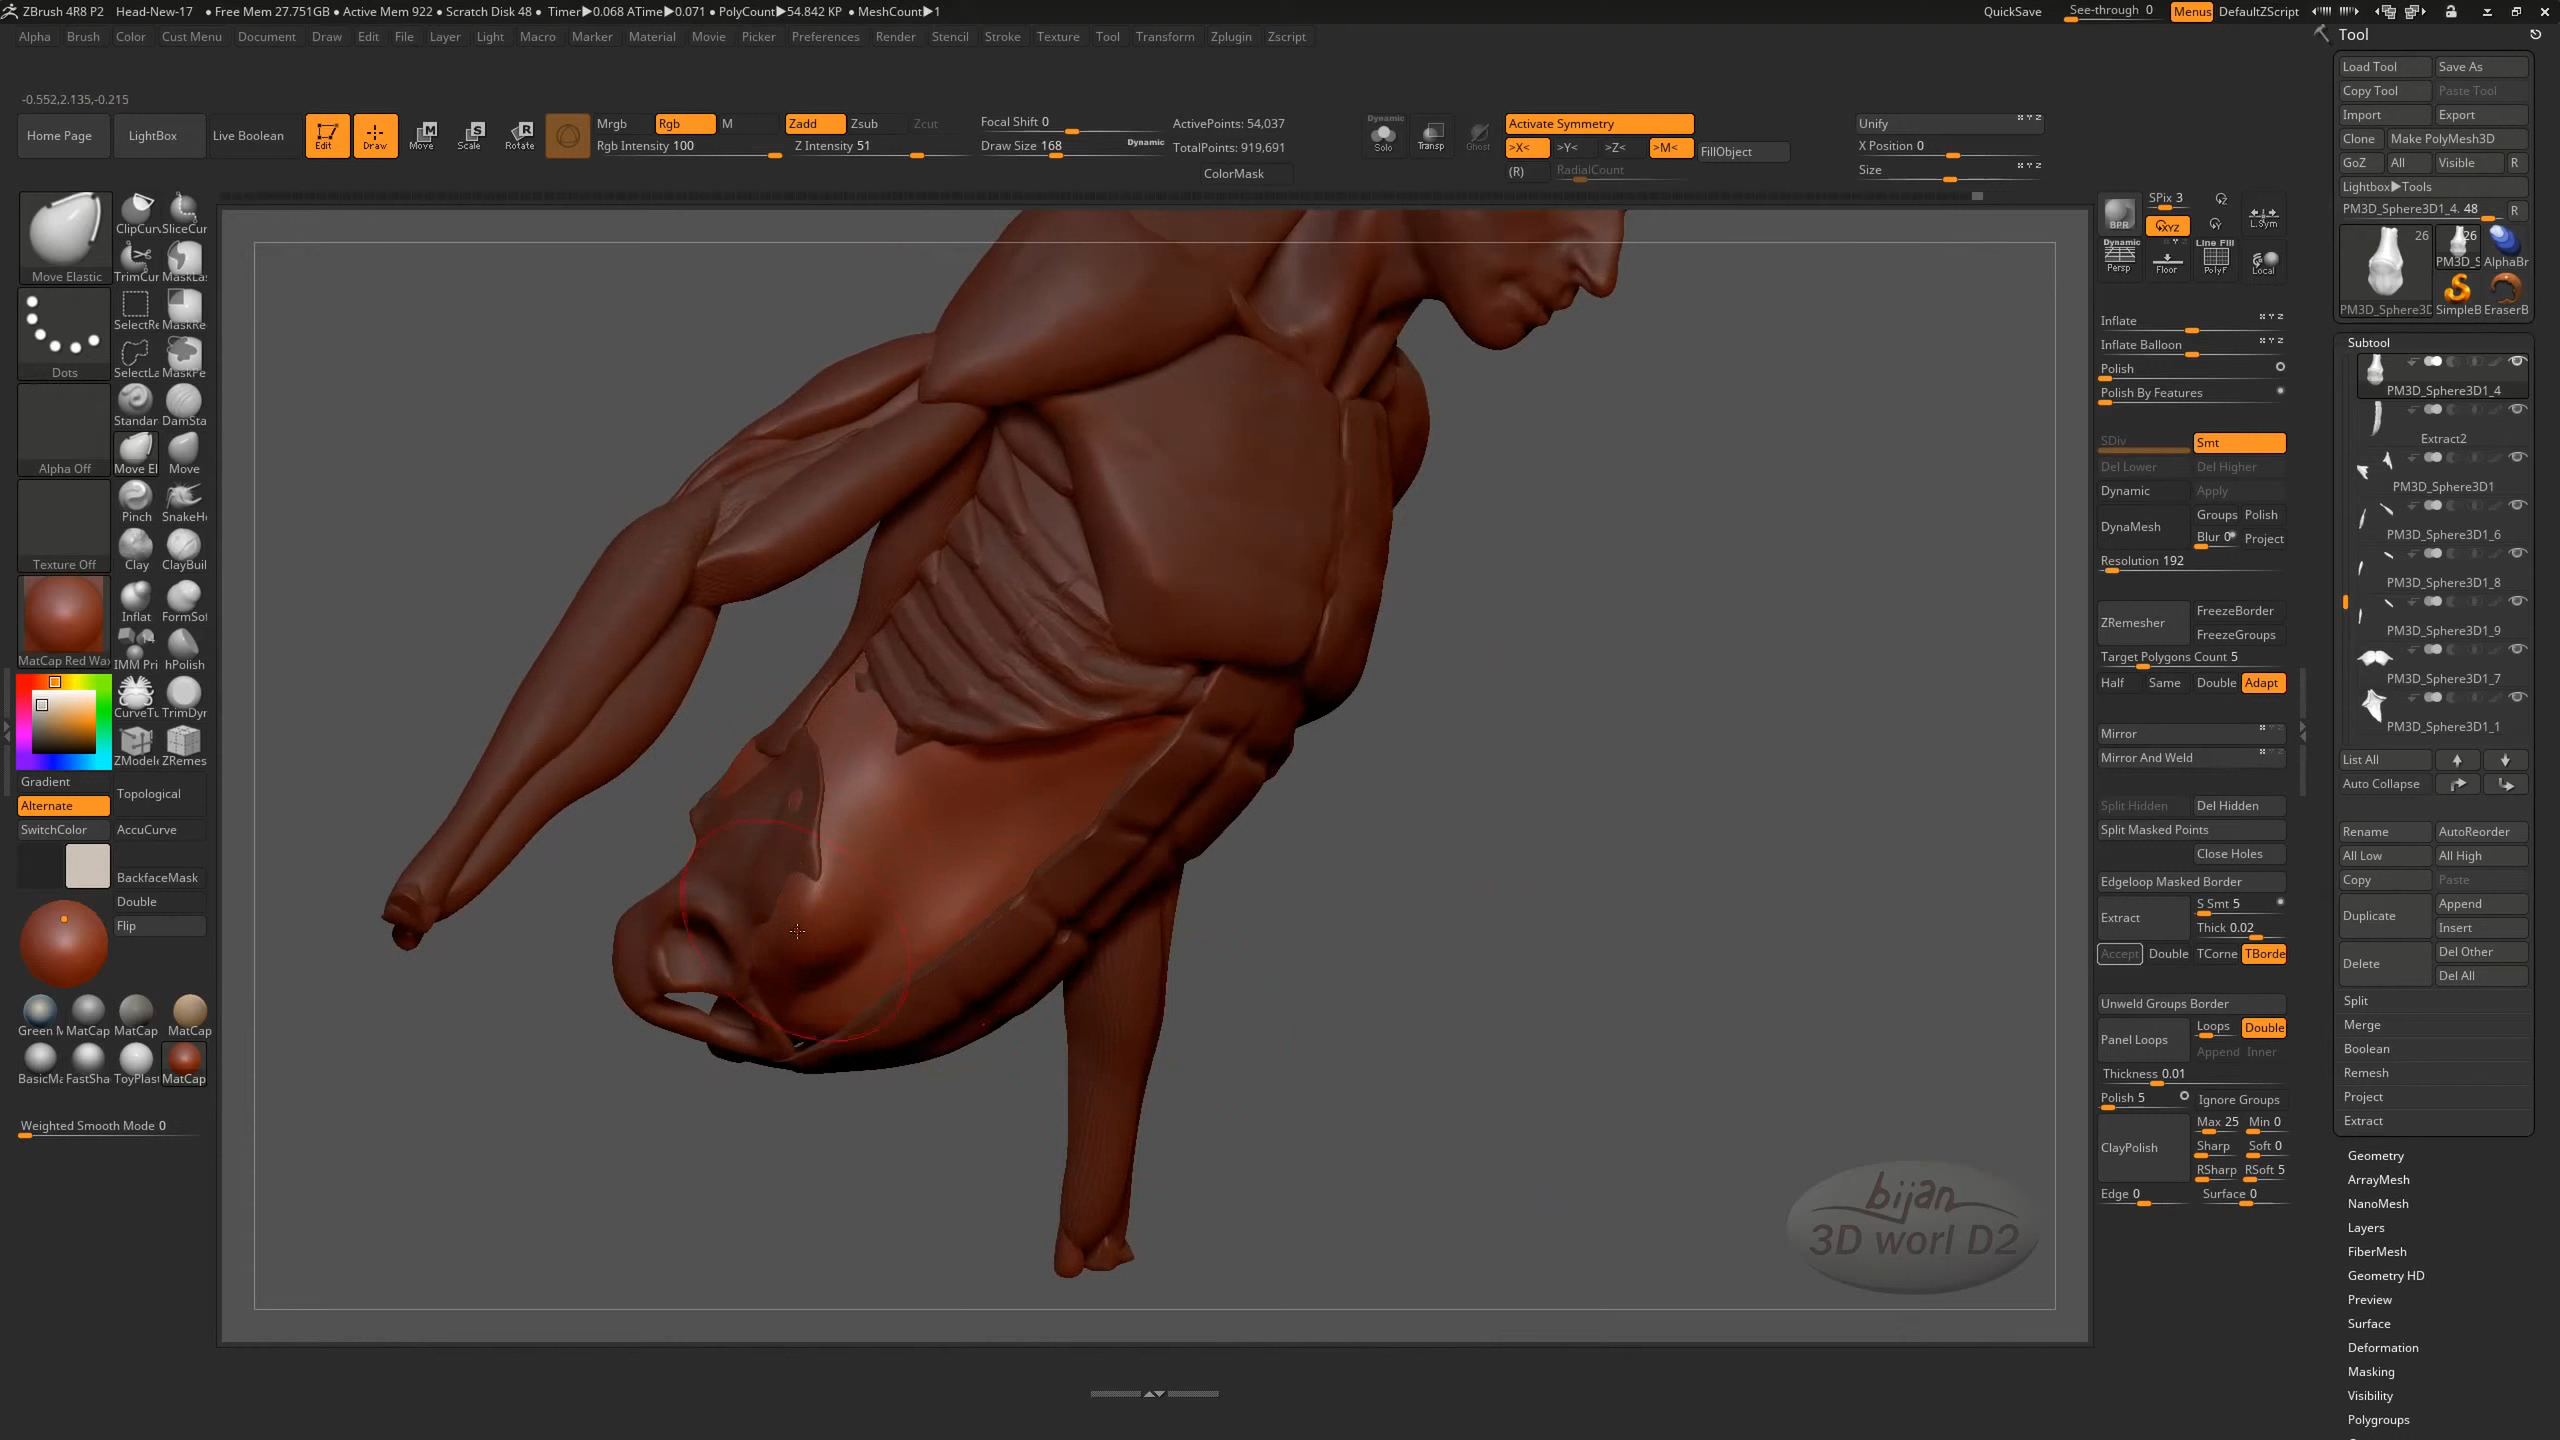 ZBrush 4R8 P2 Head-New-17 ● Free Mem 27.751GB ● Active Mem 922 ● Scratch Disk 48 ● Timer▶0.068 ATime▶0.071 ● PolyCount▶54.842 KP ● MeshCount▶1 QuickSave See-through 0 Menus DefaultZScript
Alpha Brush Color Cust Menu Document Draw Edit File Layer Light Macro Marker Material Movie Picker Preferences Render Stencil Stroke Texture Tool Transform Zplugin Zscript
-0.552,2.135,-0.215
Home Page LightBox Live Boolean Edit Draw Move Scale Rotate
Mrgb Rgb M Zadd Zsub Zcut Focal Shift 0 ActivePoints: 54,037
Rgb Intensity 100 Z Intensity 51 Draw Size 168 Dynamic TotalPoints: 919,691
ColorMask
Dynamic
Solo Transp Ghost
Activate Symmetry
>X< >Y< >Z< >M< FillObject
(R) RadialCount
Unify
X Position 0
Size
Move Elastic
ClipCurv SliceCur
TrimCur MaskLas
Dots
SelectRe MaskRe
SelectLa MaskPe
Alpha Off
Standar DamSta
Move El Move
Texture Off
Pinch SnakeH
Clay ClayBuil
MatCap Red Wax
Inflat FormSof
14
IMM Pri hPolish
CurveTu TrimDyn
ZModel ZRemes
Gradient
Alternate Topological
SwitchColor AccuCurve
BackfaceMask
Double
Flip
Green M MatCap MatCap MatCap
BasicMa FastSha ToyPlast MatCap
Weighted Smooth Mode 0
bijan
3D worl D2
BPR SPix 3 L.Sym
XYZ
Dynamic
Persp Floor
Line Fill
PolyF Local
Inflate
Inflate Balloon
Polish
Polish By Features
SDiv Smt
Del Lower Del Higher
Dynamic Apply
DynaMesh Groups Polish
Blur 0 Project
Resolution 192
ZRemesher FreezeBorder
FreezeGroups
Target Polygons Count 5
Half Same Double Adapt
Mirror
Mirror And Weld
Split Hidden Del Hidden
Split Masked Points
Close Holes
Edgeloop Masked Border
Extract S Smt 5
Thick 0.02
Accept Double TCorne TBorde
Unweld Groups Border
Panel Loops Loops Double
Append Inner
Thickness 0.01
Polish 5 Ignore Groups
ClayPolish Max 25 Min 0
Sharp Soft 0
RSharp RSoft 5
Edge 0 Surface 0
Tool
Load Tool Save As
Copy Tool Paste Tool
Import Export
Clone Make PolyMesh3D
GoZ All Visible R
Lightbox▶Tools
PM3D_Sphere3D1_4. 48 R
26 26
PM3D_S AlphaBr
PM3D_Sphere3D SimpleB EraserB
Subtool
PM3D_Sphere3D1_4
Extract2
PM3D_Sphere3D1
PM3D_Sphere3D1_6
PM3D_Sphere3D1_8
PM3D_Sphere3D1_9
PM3D_Sphere3D1_7
PM3D_Sphere3D1_1
List All
Auto Collapse
Rename AutoReorder
All Low All High
Copy Paste
Duplicate Append
Insert
Delete Del Other
Del All
Split
Merge
Boolean
Remesh
Project
Extract
Geometry
ArrayMesh
NanoMesh
Layers
FiberMesh
Geometry HD
Preview
Surface
Deformation
Masking
Visibility
Polygroups